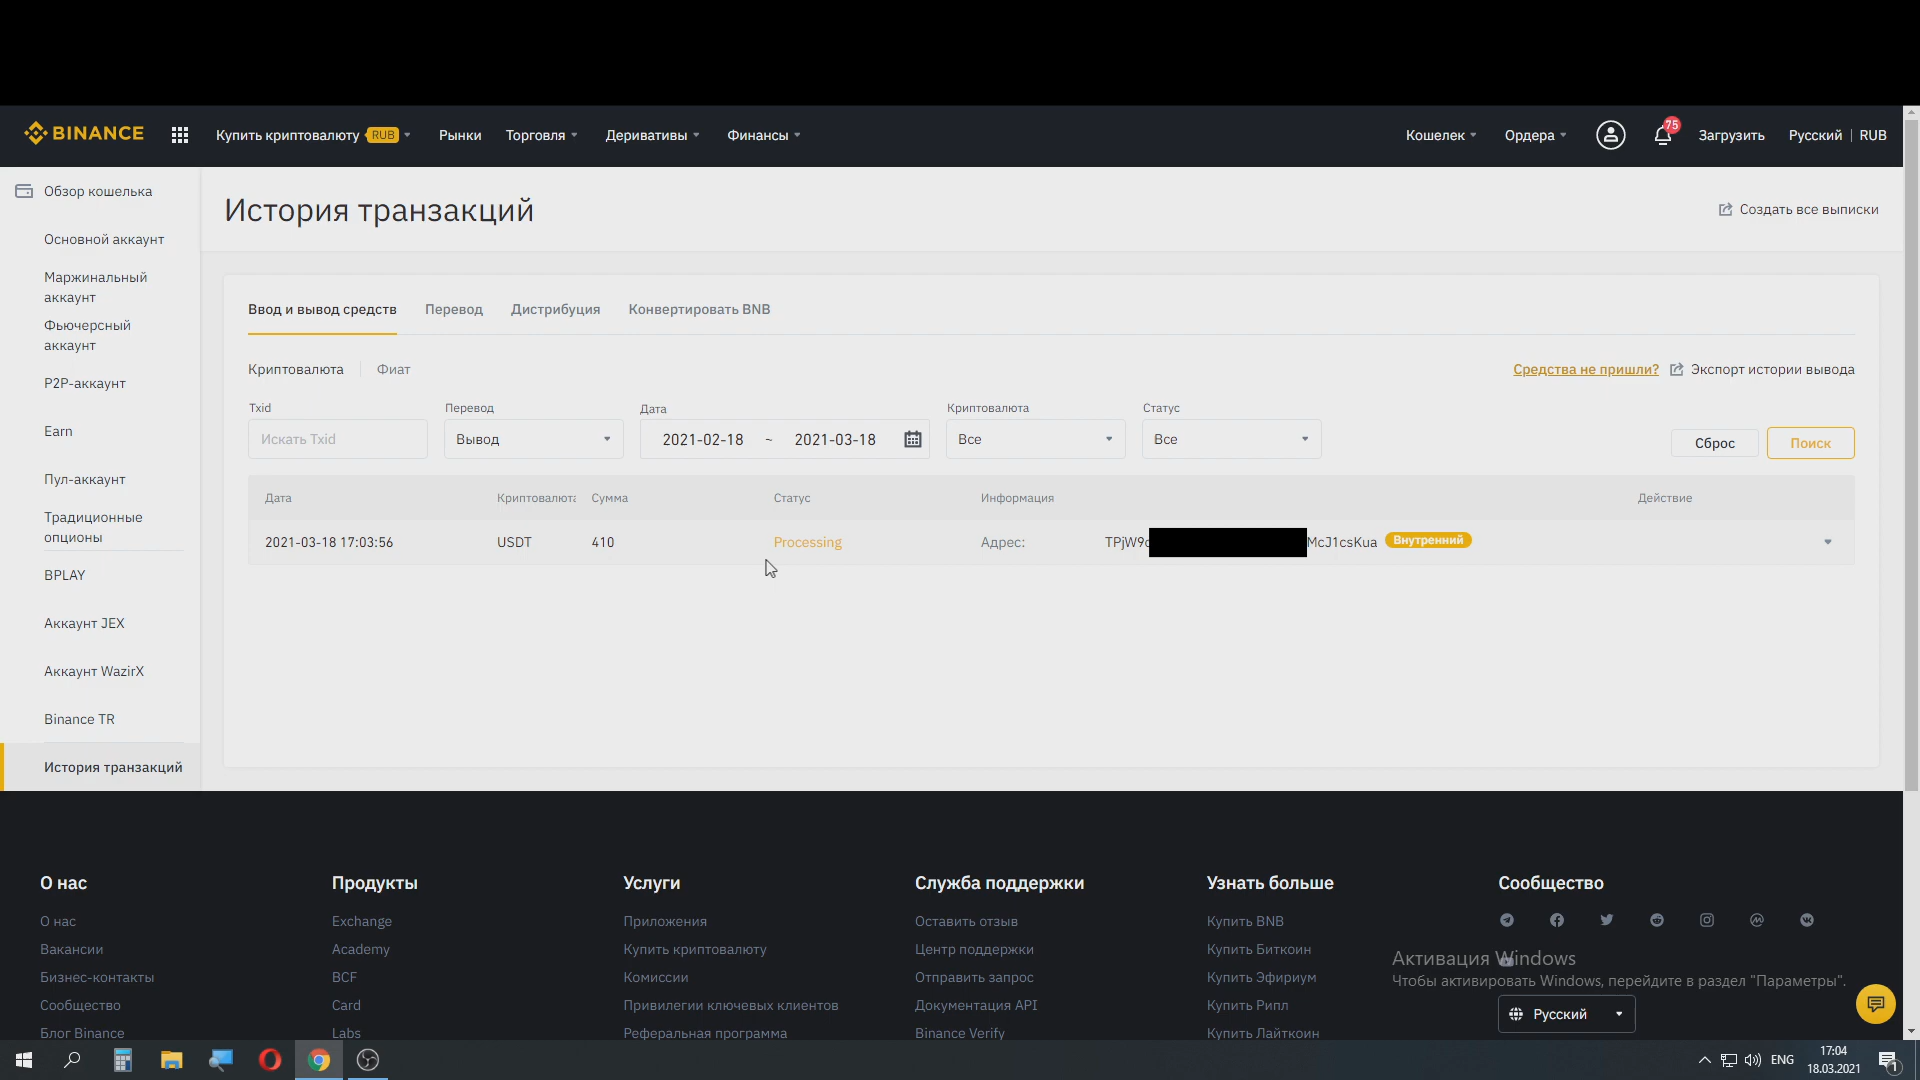 BINANCE
Купить криптовалюту RUB
Рынки
Торговля
Деривативы
Финансы
Кошелек
Ордера
75
Загрузить
Русский | RUB
Обзор кошелька
Основной аккаунт
Маржинальный
аккаунт
Фьючерсный
аккаунт
P2P-аккаунт
Earn
Пул-аккаунт
Традиционные
опционы
BPLAY
Аккаунт JEX
Аккаунт WazirX
Binance TR
История транзакций
История транзакций
Создать все выписки
Ввод и вывод средств
Перевод
Дистрибуция
Конвертировать BNB
Криптовалюта
Фиат
Средства не пришли?
Экспорт истории вывода
Txid
Перевод
Дата
Криптовалюта
Статус
Искать Txid
Вывод
2021-02-18 ~ 2021-03-18
Все
Все
Сброс
Поиск
Дата
Криптовалюта
Сумма
Статус
Информация
Действие
2021-03-18 17:03:56
USDT
410
Processing
Адрес:
TPjW9c
McJ1csKua
Внутренний
О нас
О нас
Вакансии
Бизнес-контакты
Сообщество
Блог Binance
Продукты
Exchange
Academy
BCF
Card
Labs
Услуги
Приложения
Купить криптовалюту
Комиссии
Привилегии ключевых клиентов
Реферальная программа
Служба поддержки
Оставить отзыв
Центр поддержки
Отправить запрос
Документация API
Binance Verify
Узнать больше
Купить BNB
Купить Биткоин
Купить Эфириум
Купить Рипл
Купить Лайткоин
Сообщество
Активация Windows
Чтобы активировать Windows, перейдите в раздел "Параметры".
Русский
ENG
17:04
18.03.2021
1